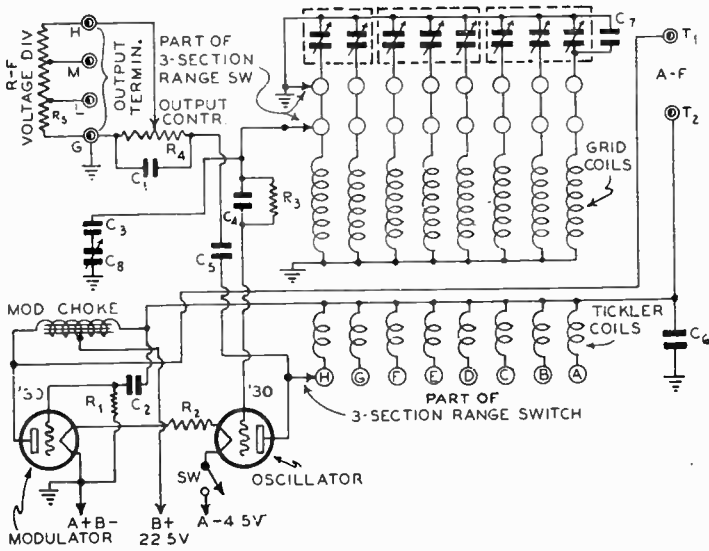 R-F
VOLTAGE DIV
H
M
L
G
R5
OUTPUT
TERMIN.
PART OF
3-SECTION
RANGE SW
OUTPUT
CONTR.
R4
C1
C3
C8
C4
R3
C5
C7
T1
A-F
T2
GRID
COILS
MOD CHOKE
TICKLER
COILS
C6
H G F E D C B A
PART OF
3-SECTION RANGE SWITCH
'30
R1
C2
R2
'30
SW
OSCILLATOR
MODULATOR
A+B-
B+
22.5V
A-4.5V